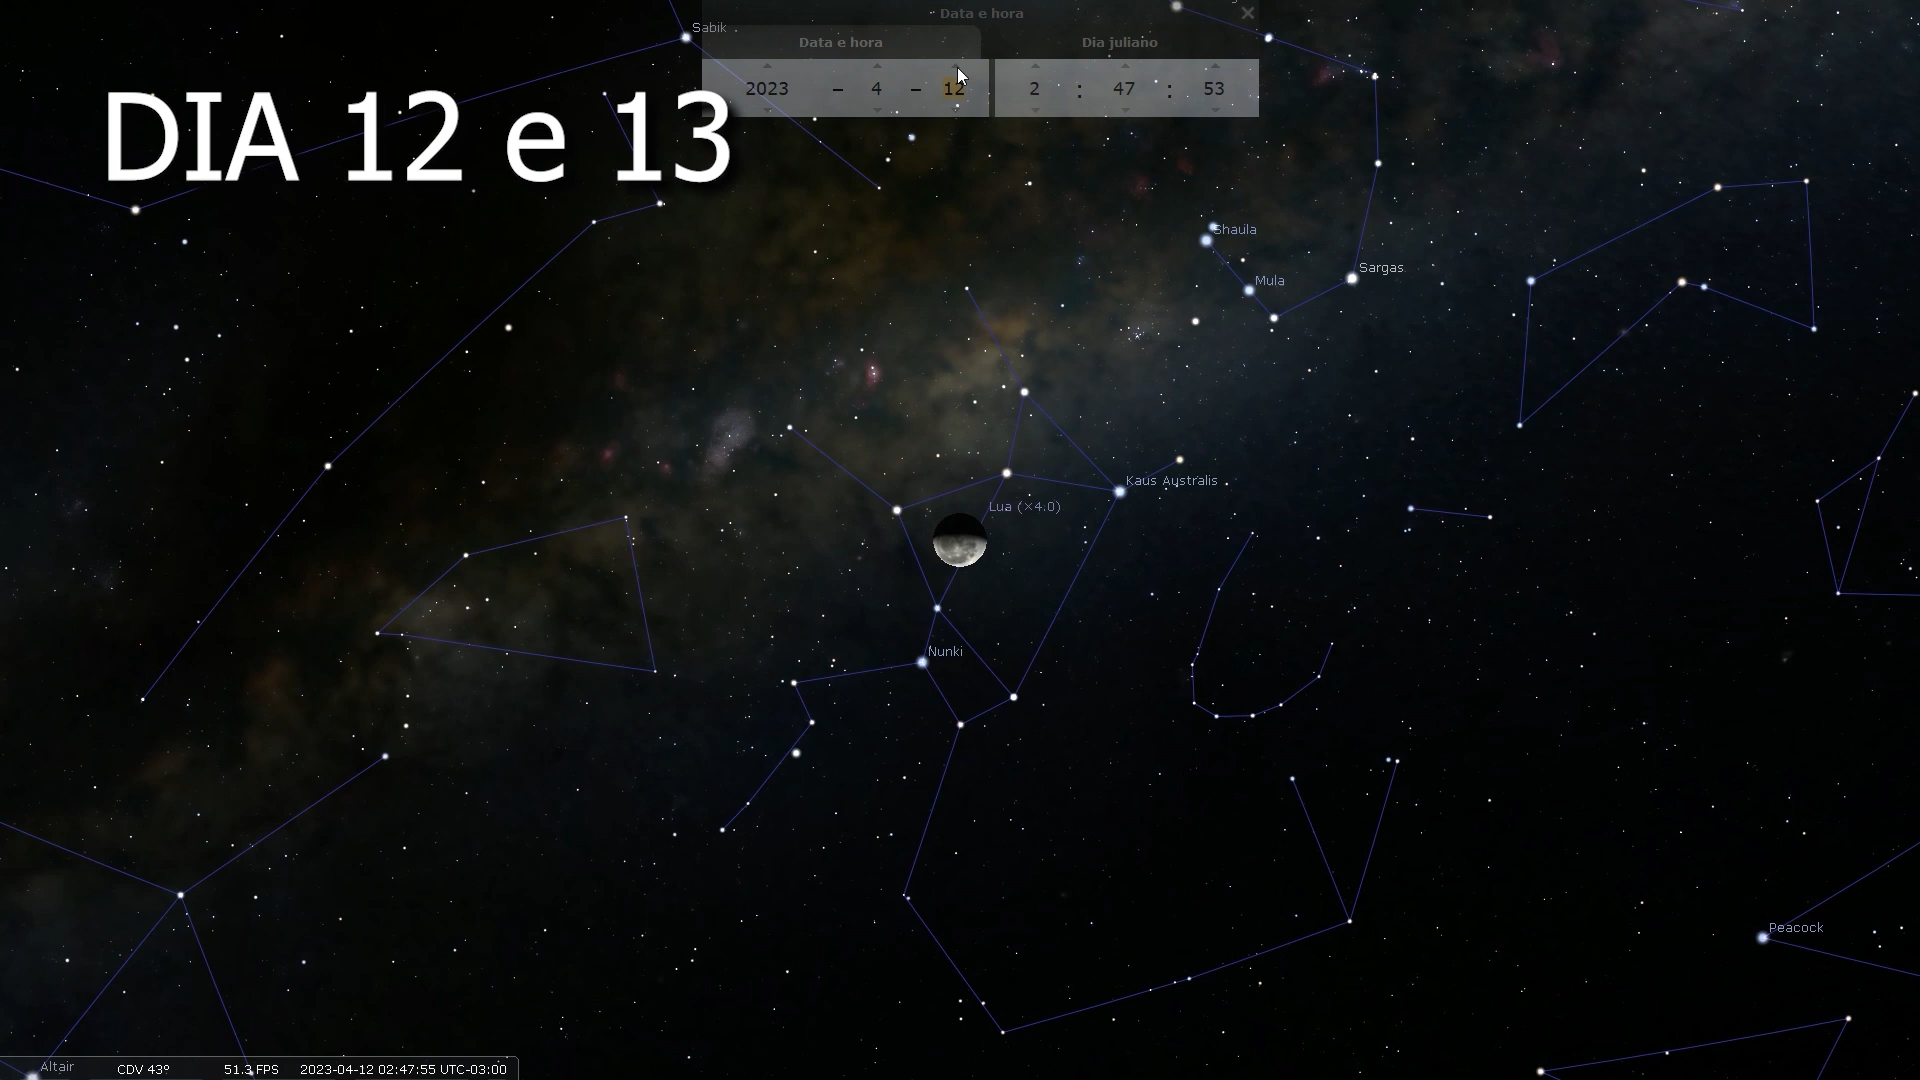 Data e hora
Sabik
Data e hora
Dia juliano
2023 – 4 – 12
2 : 47 : 53
DIA 12 e 13
Shaula
Sargas
Mula
Kaus Australis
Lua (×4.0)
Nunki
Peacock
Altair
CDV 43º
51.3 FPS
2023-04-12 02:47:55 UTC-03:00